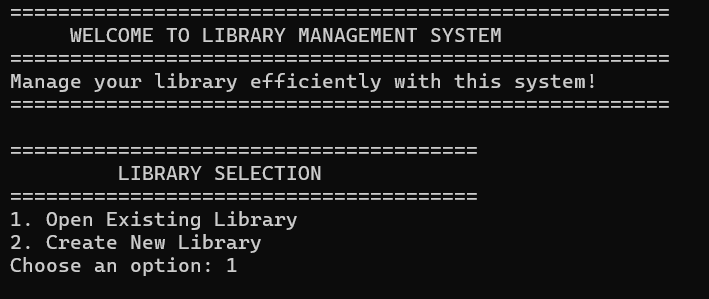 =======================================================
     WELCOME TO LIBRARY MANAGEMENT SYSTEM
=======================================================
Manage your library efficiently with this system!
=======================================================

=======================================
         LIBRARY SELECTION
=======================================
1. Open Existing Library
2. Create New Library
Choose an option: 1